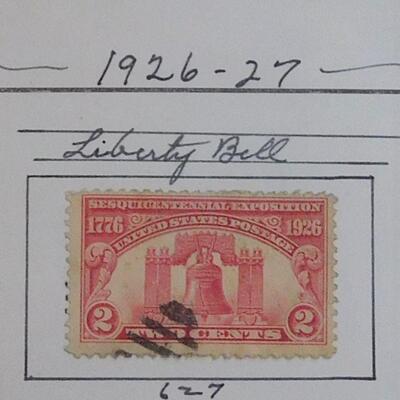 1926-27
Liberty Bell
SESQUICENTENNIAL EXPOSITION
1776 UNITED STATES POSTAGE 1926
2 TWO CENTS 2
627